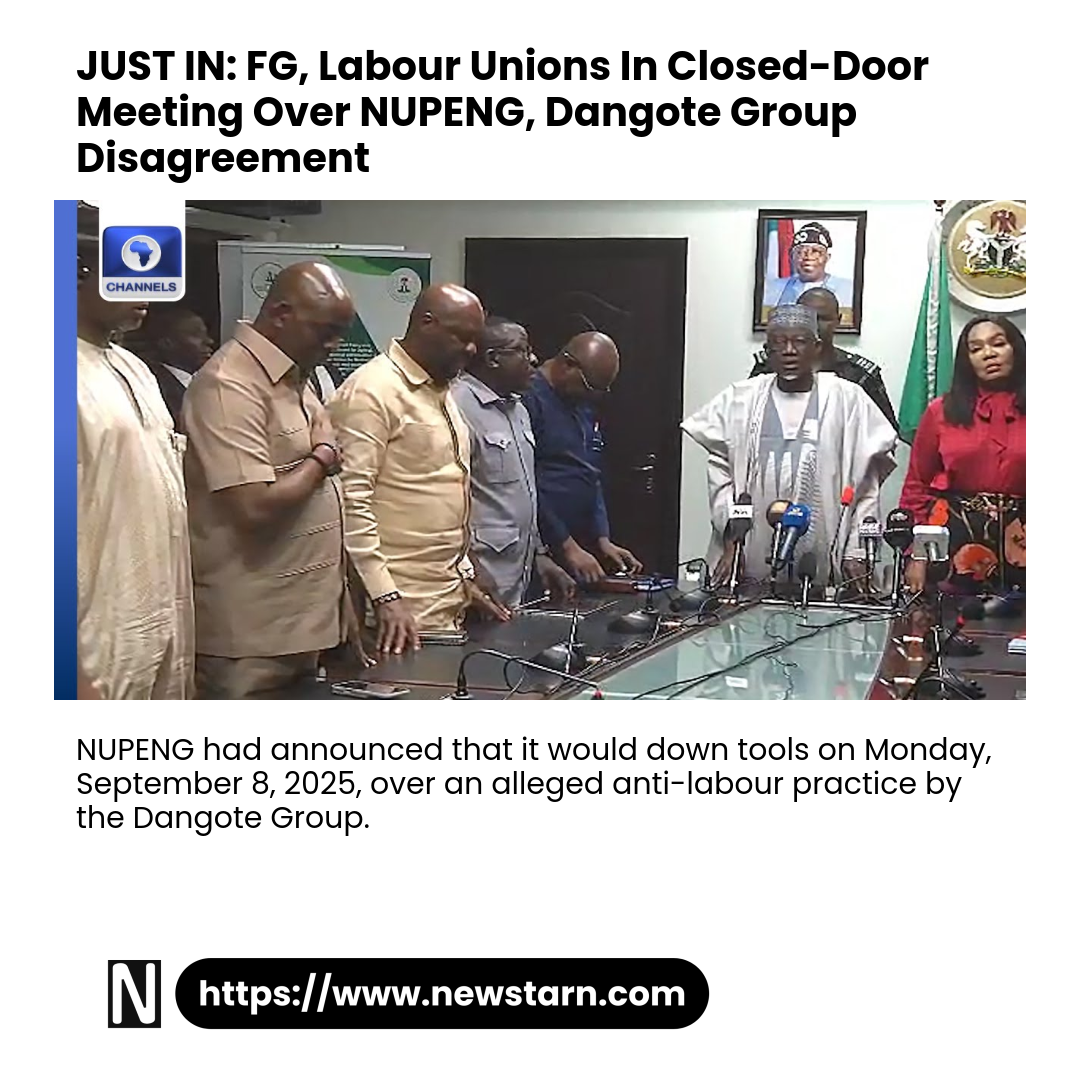 JUST IN: FG, Labour Unions In Closed-Door
Meeting Over NUPENG, Dangote Group
Disagreement
CHANNELS
NUPENG had announced that it would down tools on Monday,
September 8, 2025, over an alleged anti-labour practice by
the Dangote Group.
N
https://www.newstarn.com